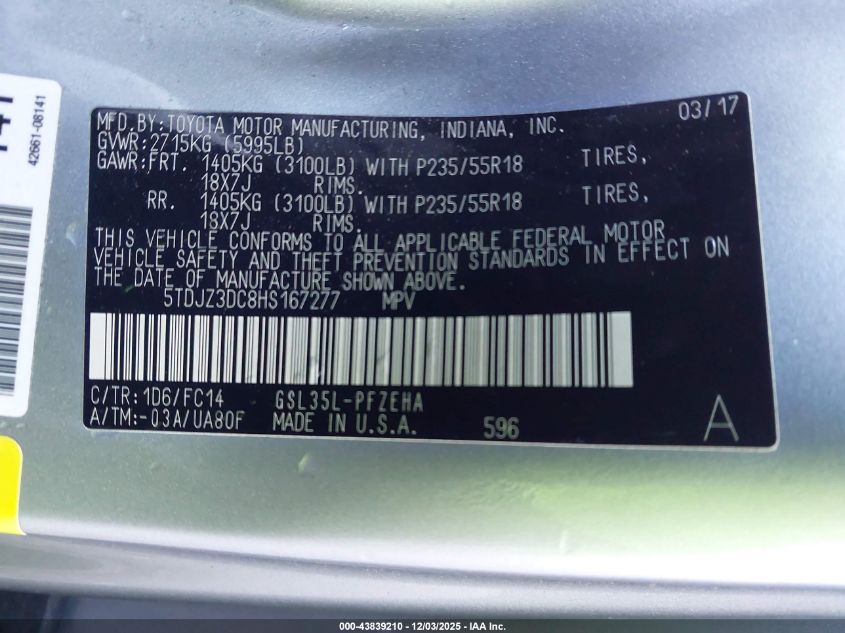 42661-08141
MFD.BY:TOYOTA MOTOR MANUFACTURING, INDIANA, INC. 03/17
GVWR:2715KG (5995LB)
GAWR:FRT. 1405KG (3100LB) WITH P235/55R18 TIRES,
18X7J RIMS.
RR. 1405KG (3100LB) WITH P235/55R18 TIRES,
18X7J RIMS.
THIS VEHICLE CONFORMS TO ALL APPLICABLE FEDERAL MOTOR
VEHICLE SAFETY AND THEFT PREVENTION STANDARDS IN EFFECT ON
THE DATE OF MANUFACTURE SHOWN ABOVE.
5TDJZ3DC8HS167277 MPV
C/TR:1D6/FC14 GSL35L-PFZEHA
A/TM:-03A/UA80F MADE IN U.S.A. 596 A
000-43839210 - 12/03/2025 - IAA Inc.